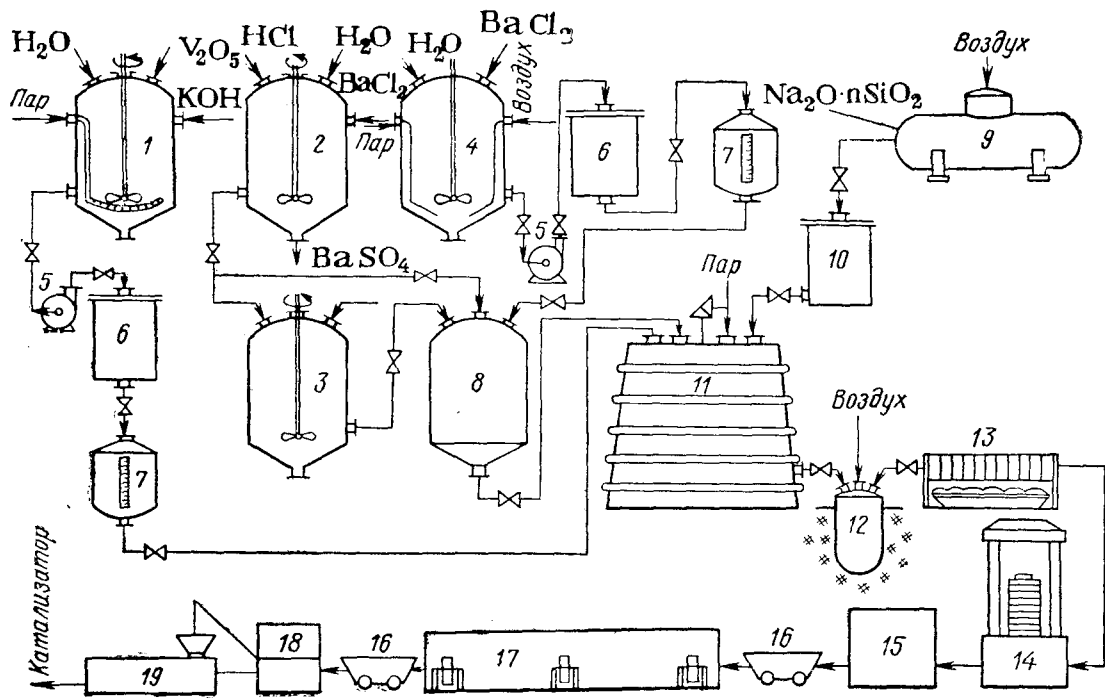 H₂O
V₂O₅
HCl
H₂O
H₂O
BaCl₂
Воздух
Пар
KOH
BaCl₂
Пар
Воздух
Na₂O·nSiO₂
1
2
4
6
7
9
5
BaSO₄
Пар
10
5
6
3
8
11
Воздух
13
7
12
Катализатор
18
16
16
15
14
17
19